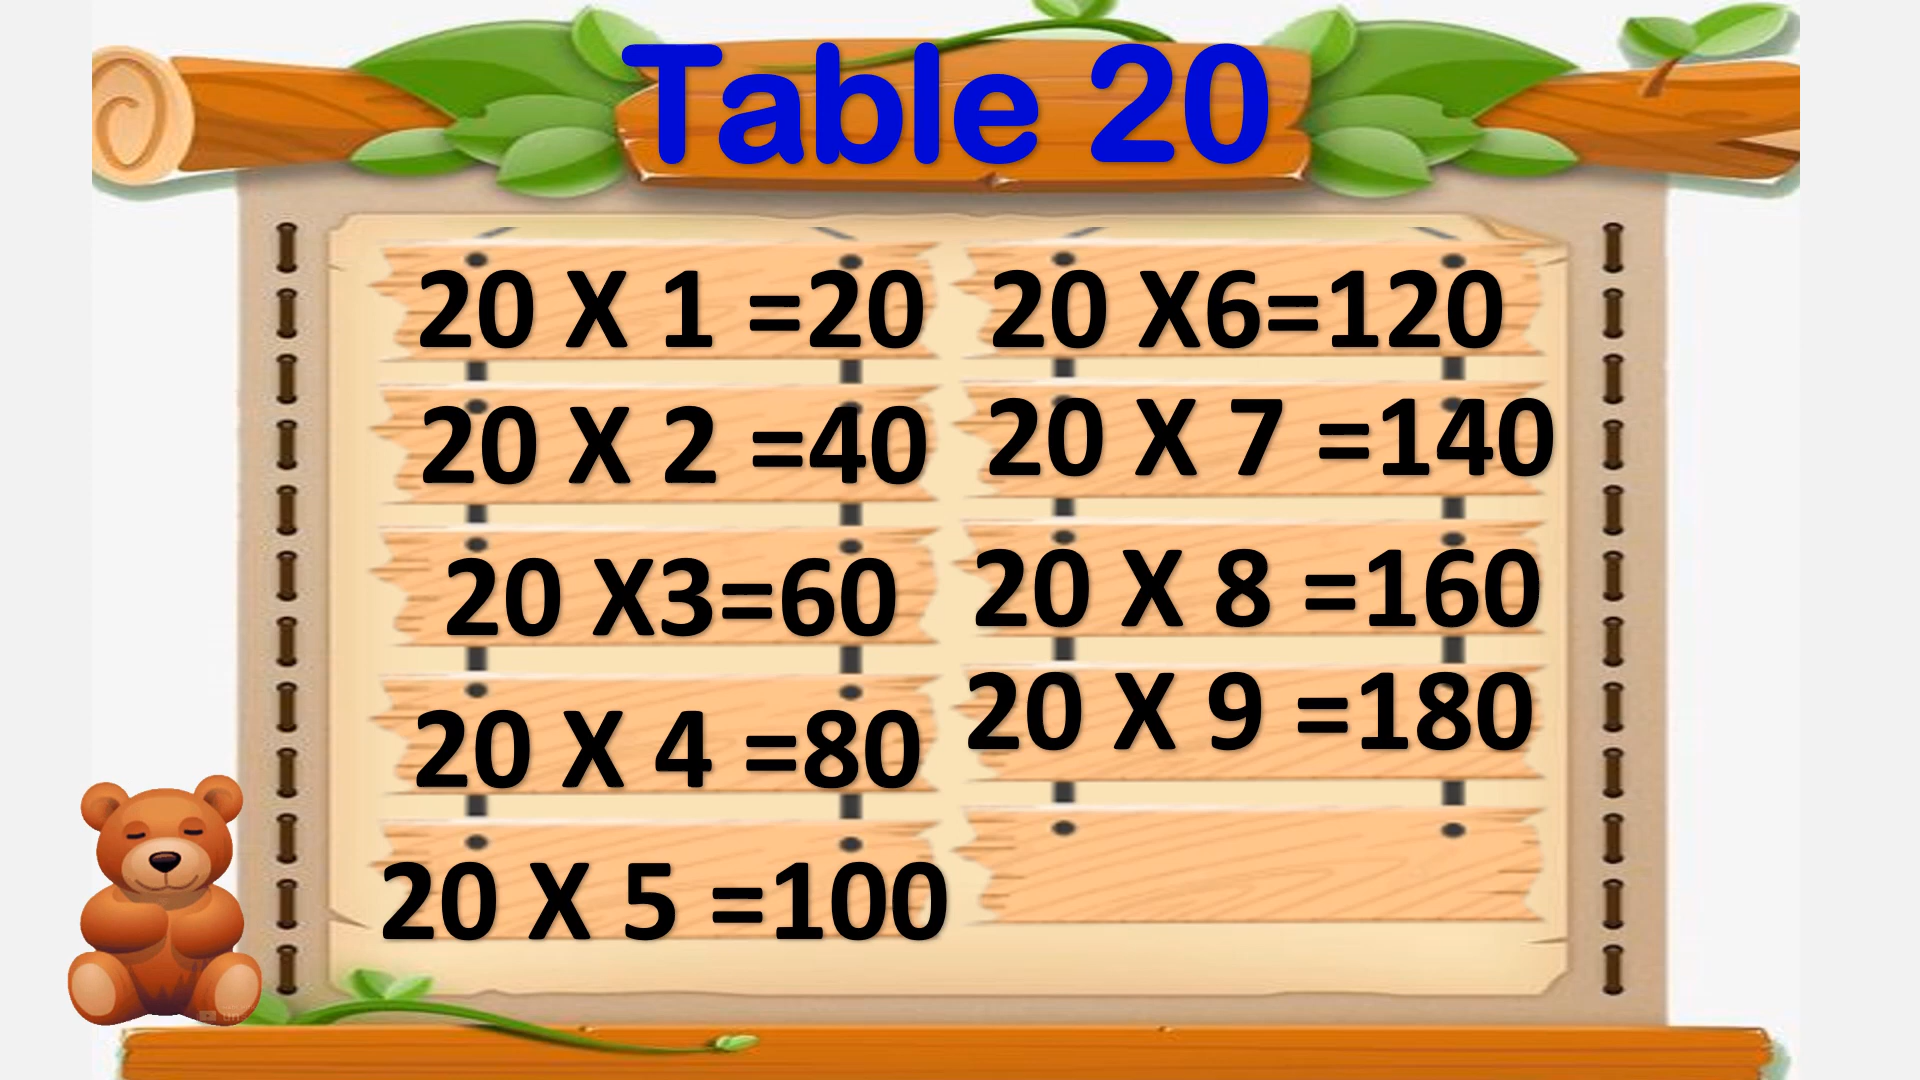 Table 20
20 X 1 =20
20 X 2 =40
20 X3=60
20 X 4 =80
20 X 5 =100
20 X6=120
20 X 7 =140
20 X 8 =160
20 X 9 =180